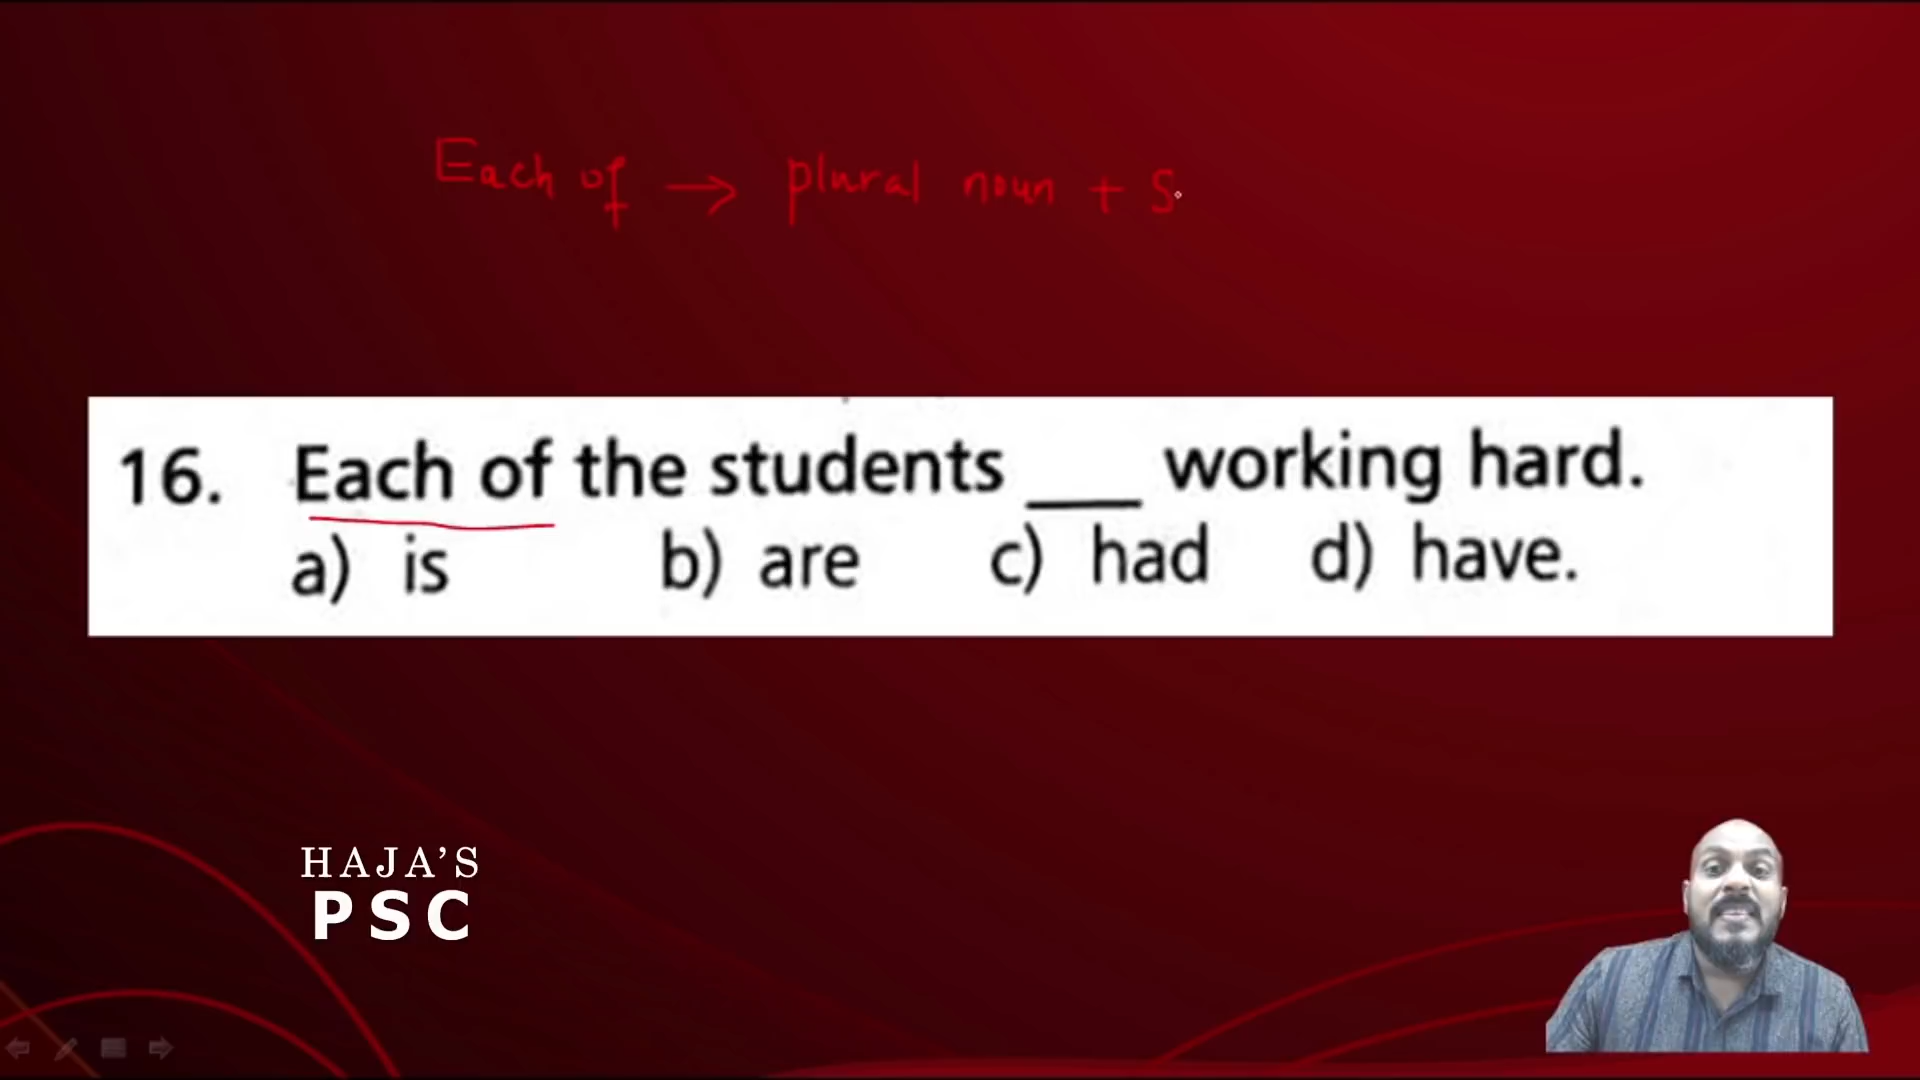 Each of → plural noun + S
16. Each of the students ___ working hard.
a) is b) are c) had d) have.
HAJA'S
PSC